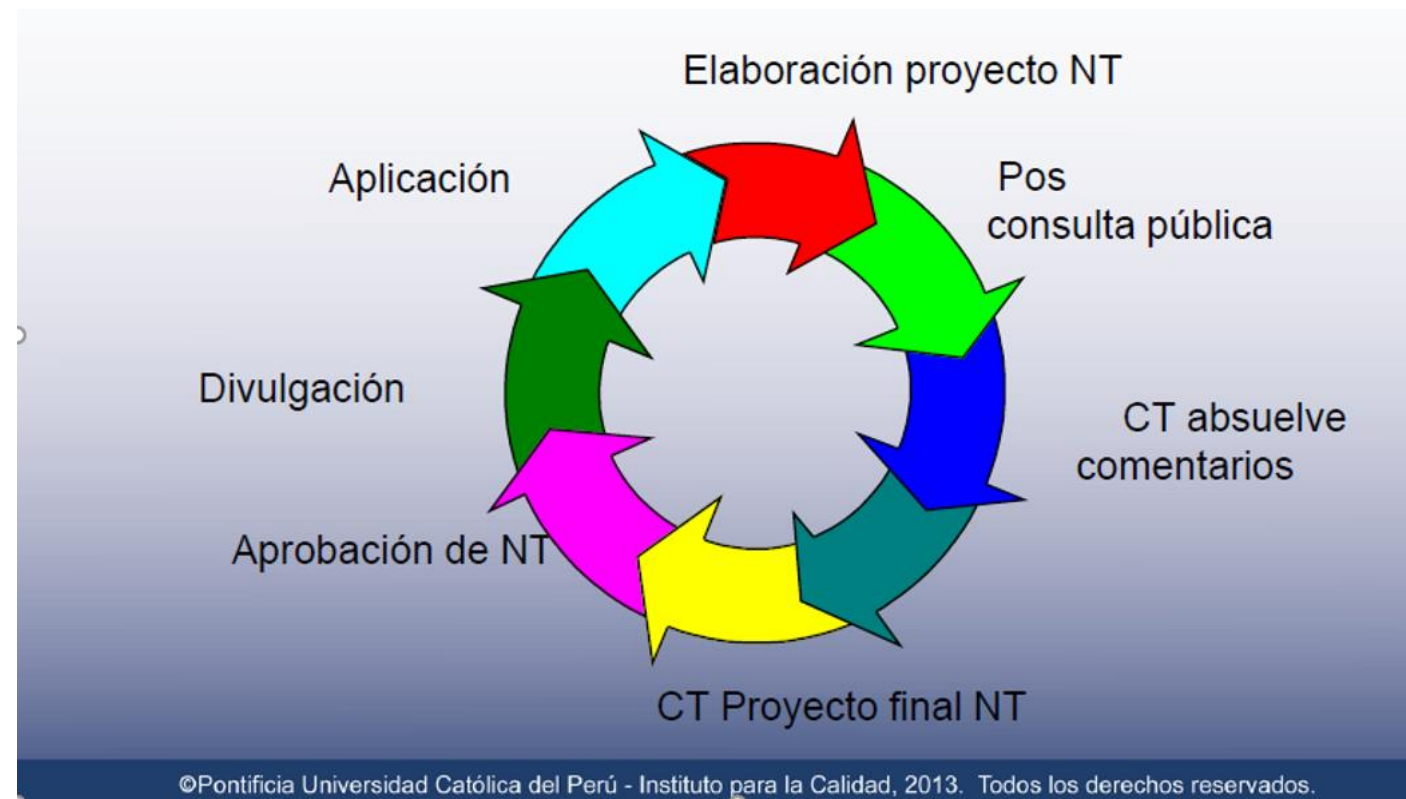 Elaboración proyecto NT
Pos
consulta pública
CT absuelve
comentarios
CT Proyecto final NT
Aprobación de NT
Divulgación
Aplicación
©Pontificia Universidad Católica del Perú - Instituto para la Calidad, 2013. Todos los derechos reservados.